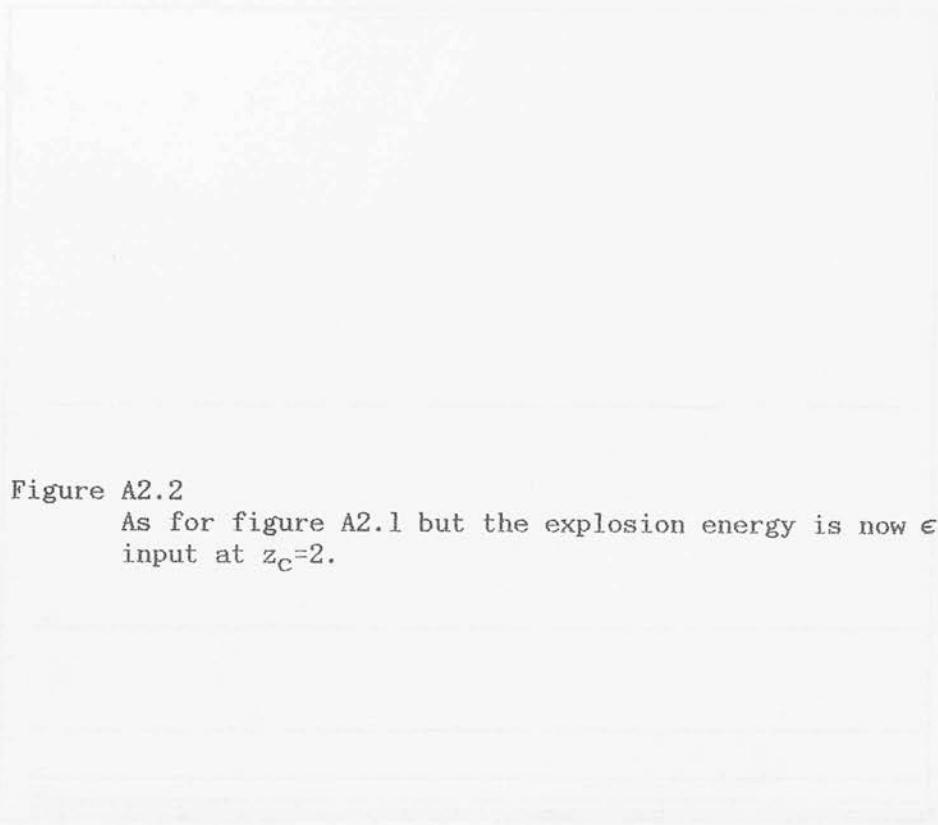 Figure A2.2
As for figure A2.1 but the explosion energy is now ϵ
input at z_c=2.